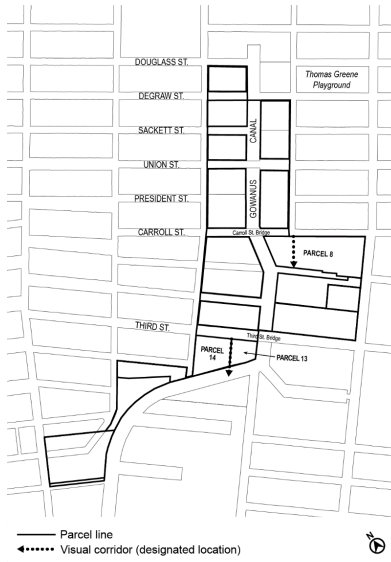 DOUGLASS ST.
Thomas Greene
Playground
DEGRAW ST.
SACKETT ST.
CANAL
UNION ST.
PRESIDENT ST.
GOWANUS
CARROLL ST.
Carroll St. Bridge
PARCEL 8
THIRD ST.
Third St. Bridge
PARCEL
14
PARCEL 13
Parcel line
Visual corridor (designated location)
N